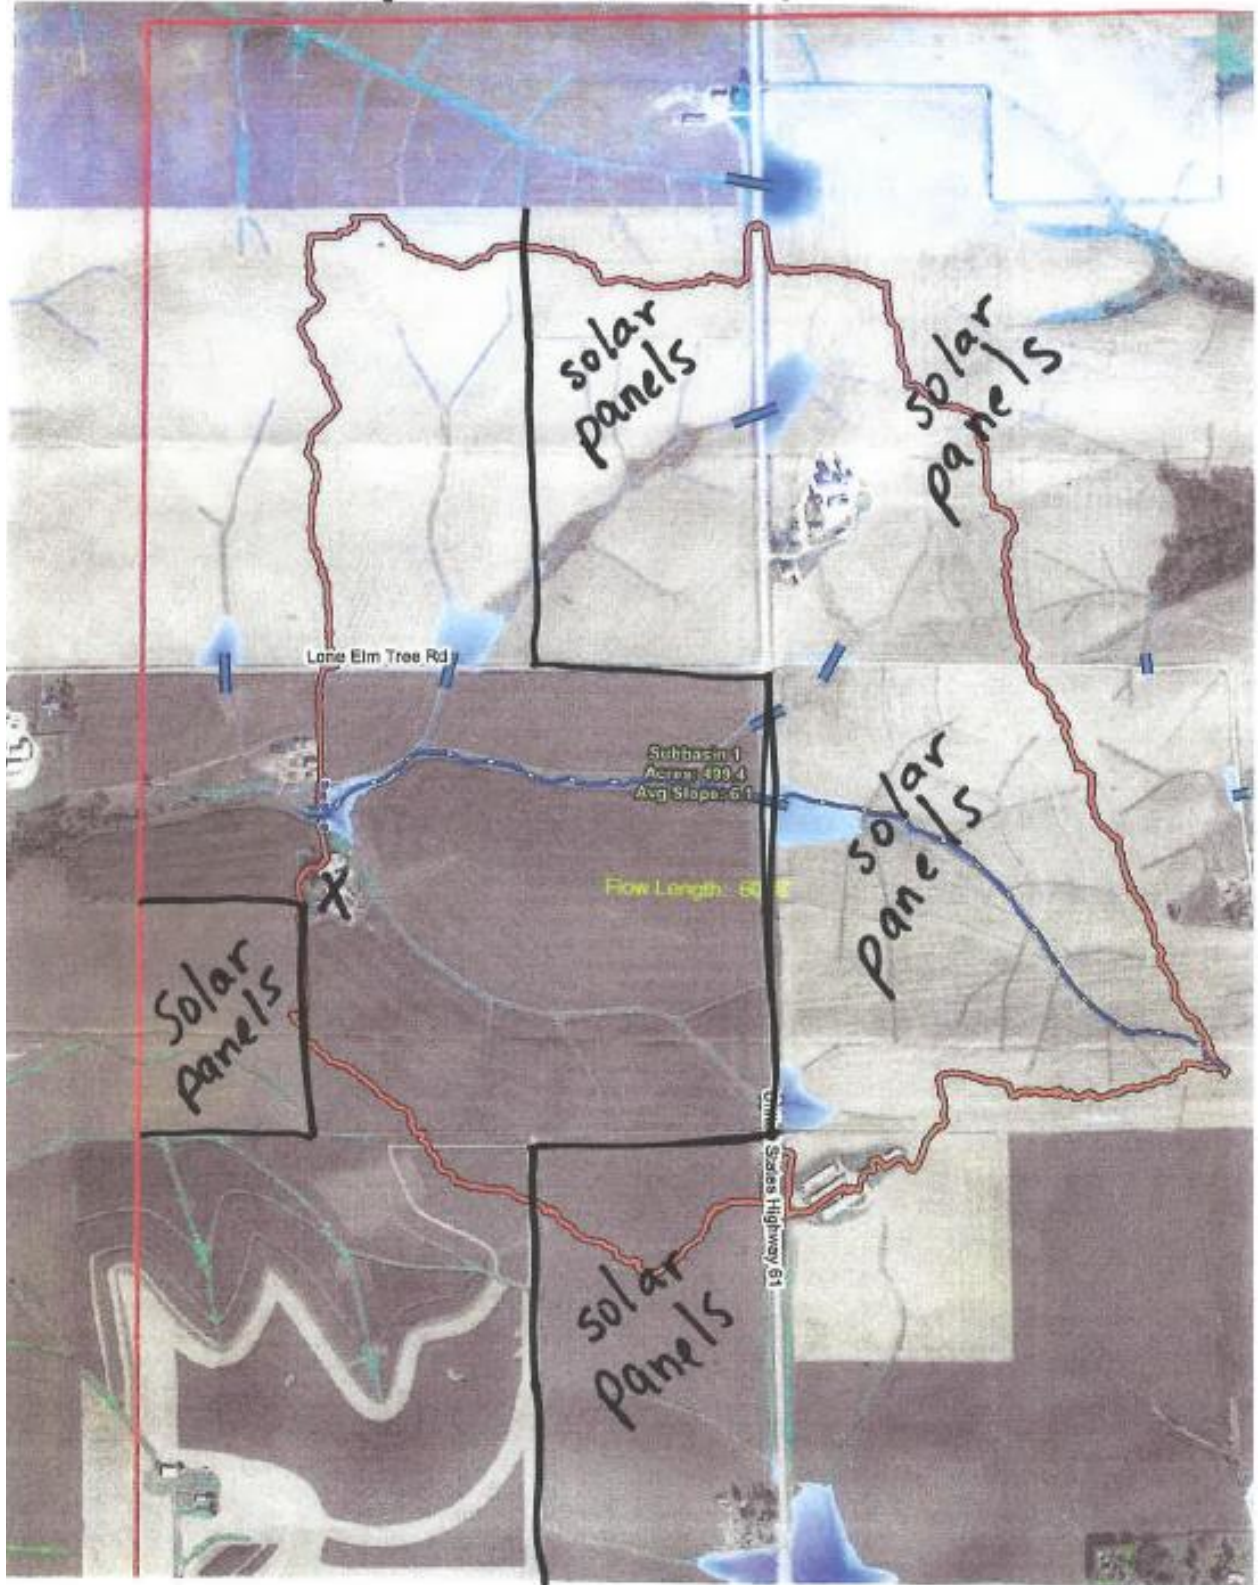 solar
panels
solar
panels
Lone Elm Tree Rd
Subbasin 1
Acres: 499.4
Avg Slope: 6.1
solar
panels
Flow Length:
X
Solar
panels
States Highway 61
solar
panels